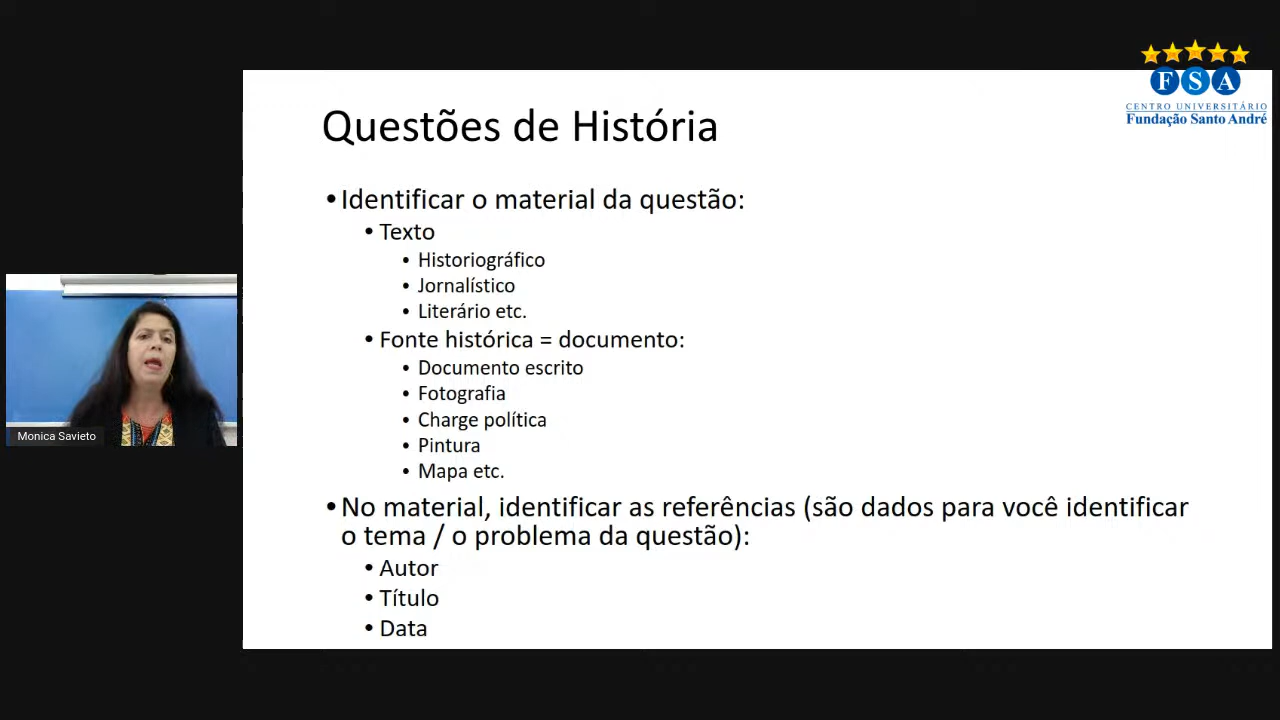 F S A
CENTRO UNIVERSITÁRIO
Fundação Santo André
Questões de História
• Identificar o material da questão:
• Texto
• Historiográfico
• Jornalístico
• Literário etc.
• Fonte histórica = documento:
• Documento escrito
• Fotografia
• Charge política
• Pintura
• Mapa etc.
• No material, identificar as referências (são dados para você identificar
o tema / o problema da questão):
• Autor
• Título
• Data
Monica Savieto